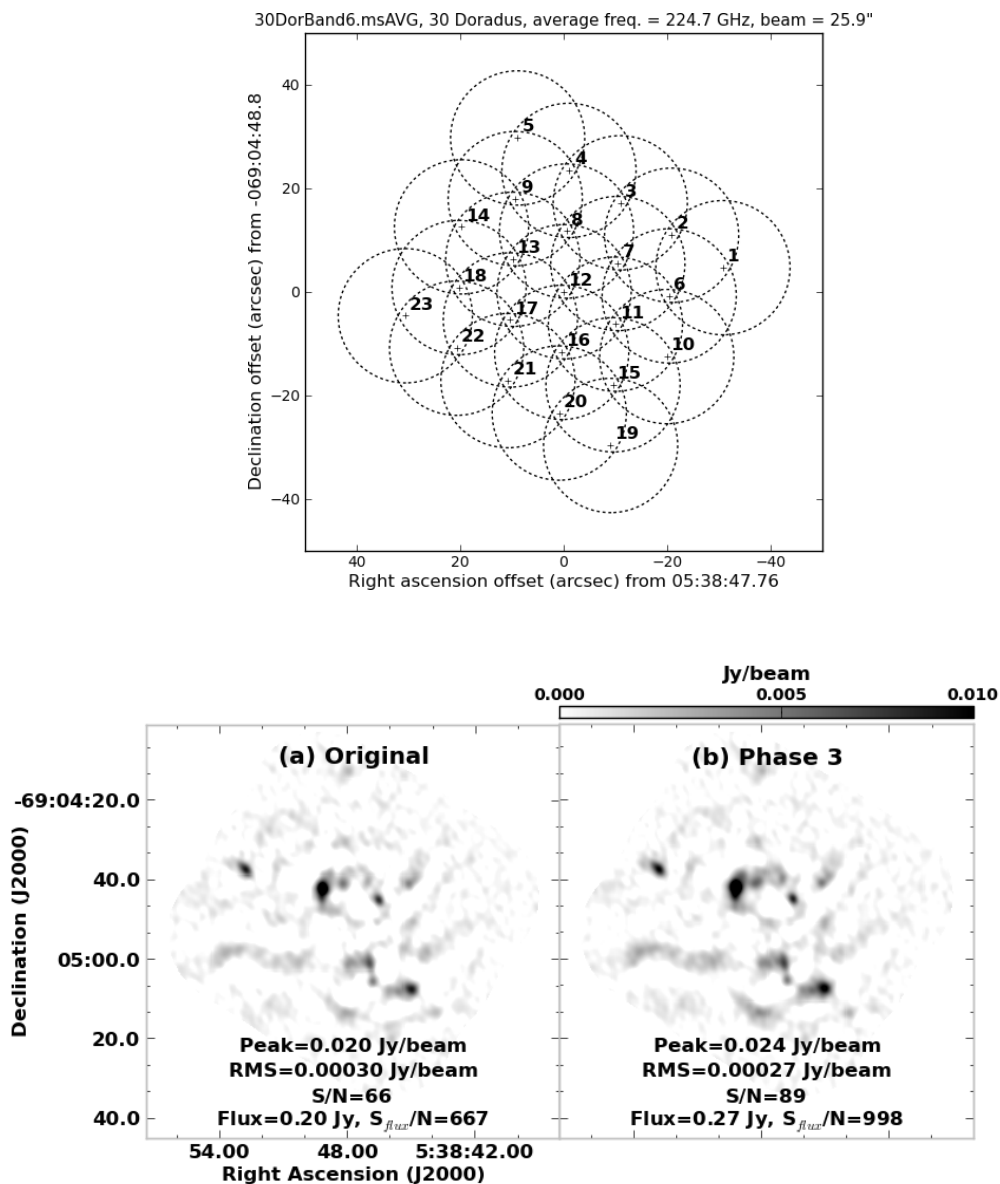 30DorBand6.msAVG, 30 Doradus, average freq. = 224.7 GHz, beam = 25.9"
Declination offset (arcsec) from -069:04:48.8
40
20
0
−20
−40
5
4
9
3
14
8
2
13
7
1
18
12
6
23
17
11
22
16
10
21
15
20
19
40
20
0
−20
−40
Right ascension offset (arcsec) from 05:38:47.76
Jy/beam
0.000
0.005
0.010
(a) Original
(b) Phase 3
Declination (J2000)
-69:04:20.0
40.0
05:00.0
20.0
40.0
Peak=0.020 Jy/beam
RMS=0.00030 Jy/beam
S/N=66
Flux=0.20 Jy, Sflux/N=667
Peak=0.024 Jy/beam
RMS=0.00027 Jy/beam
S/N=89
Flux=0.27 Jy, Sflux/N=998
54.00
48.00
5:38:42.00
Right Ascension (J2000)